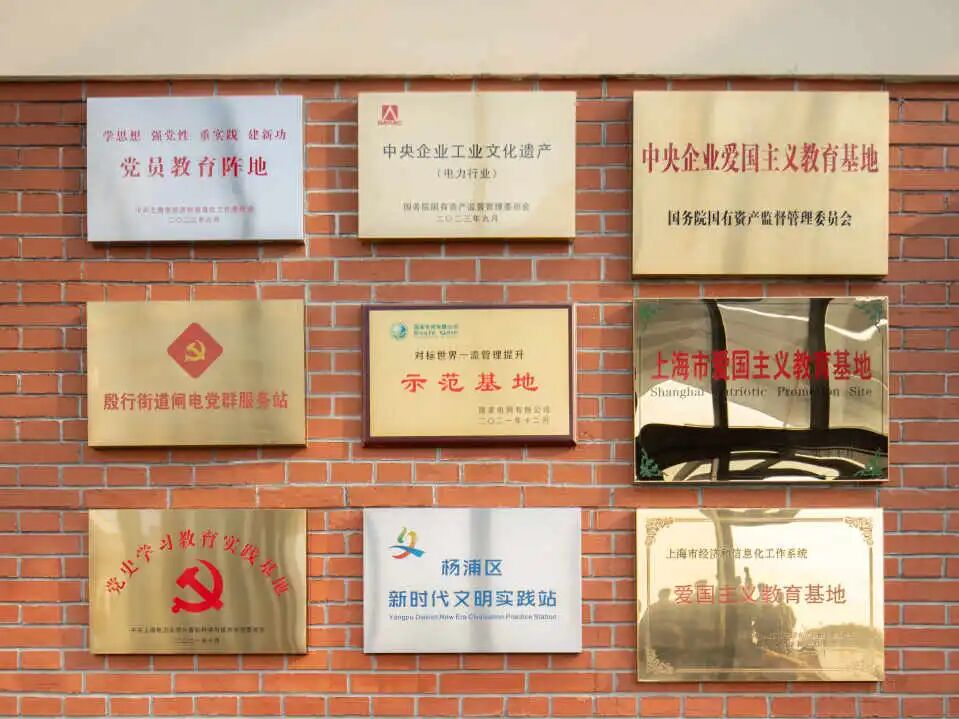 学思想 强党性 重实践 建新功
党员教育阵地
二〇二三年六月
中央企业工业文化遗产
（电力行业）
国务院国有资产监督管理委员会
二〇二三年九月
中央企业爱国主义教育基地
国务院国有资产监督管理委员会
殷行街道闸电党群服务站
国家电网有限公司
STATE GRID
对标世界一流管理提升
示范基地
国家电网有限公司
二〇二一年十二月
上海市爱国主义教育基地
Shanghai Patriotic Promotion Site
党史学习教育实践基地
杨浦区
新时代文明实践站
Yangpu District New Era Civilization Practice Station
上海市经济和信息化工作系统
爱国主义教育基地